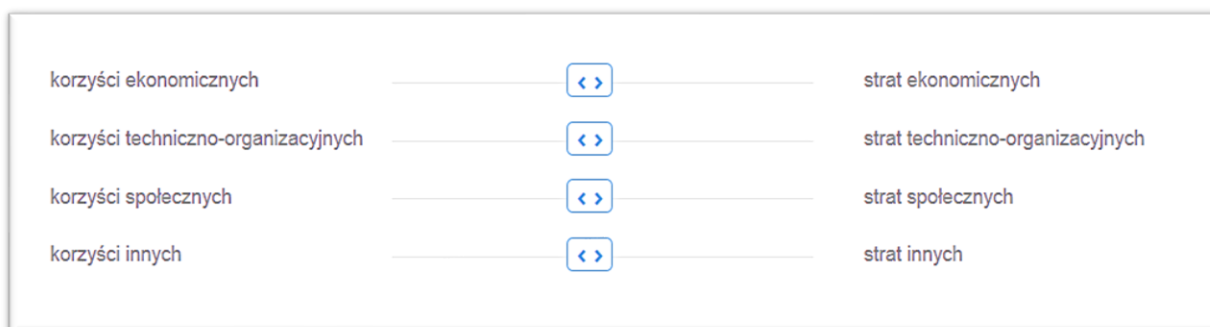 korzyści ekonomicznych < > strat ekonomicznych
korzyści techniczno-organizacyjnych < > strat techniczno-organizacyjnych
korzyści społecznych < > strat społecznych
korzyści innych < > strat innych